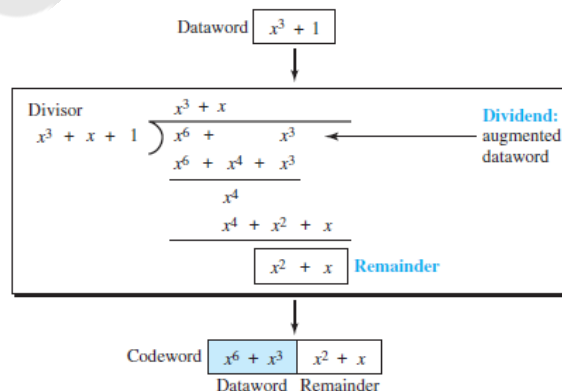 Dataword x³ + 1
Divisor x³ + x
Dividend:
x³ + x + 1 ) x⁶ + x³ augmented
x⁶ + x⁴ + x³ dataword
x⁴
x⁴ + x² + x
x² + x Remainder
Codeword x⁶ + x³ x² + x
Dataword Remainder